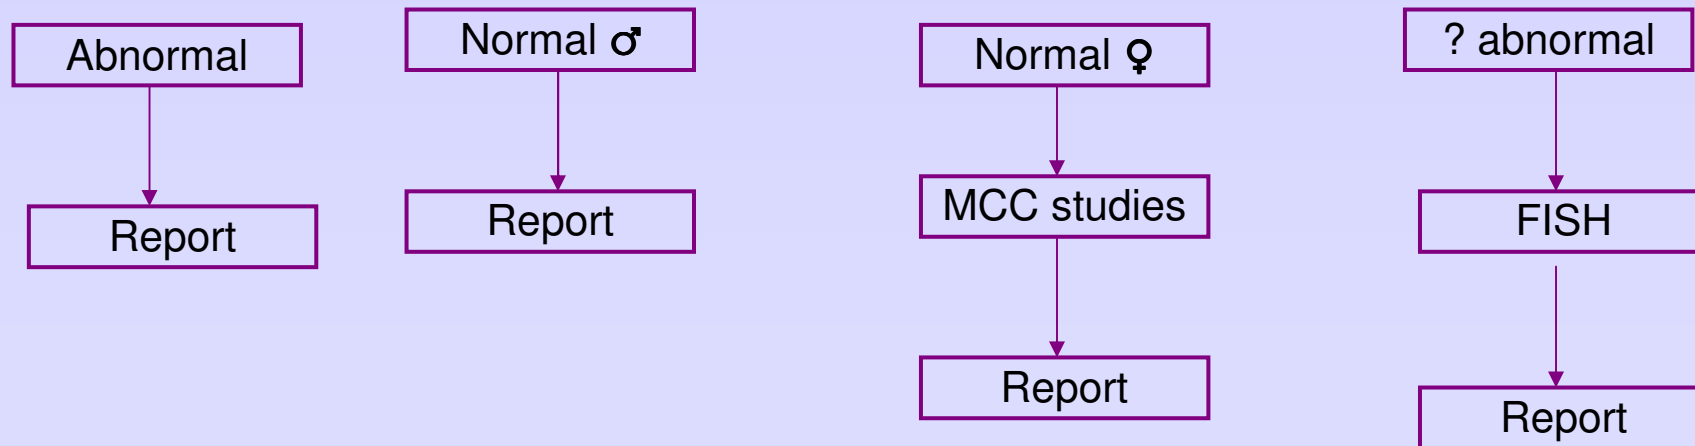 Abnormal
Normal ♂
Normal ♀
? abnormal
Report
Report
MCC studies
FISH
Report
Report